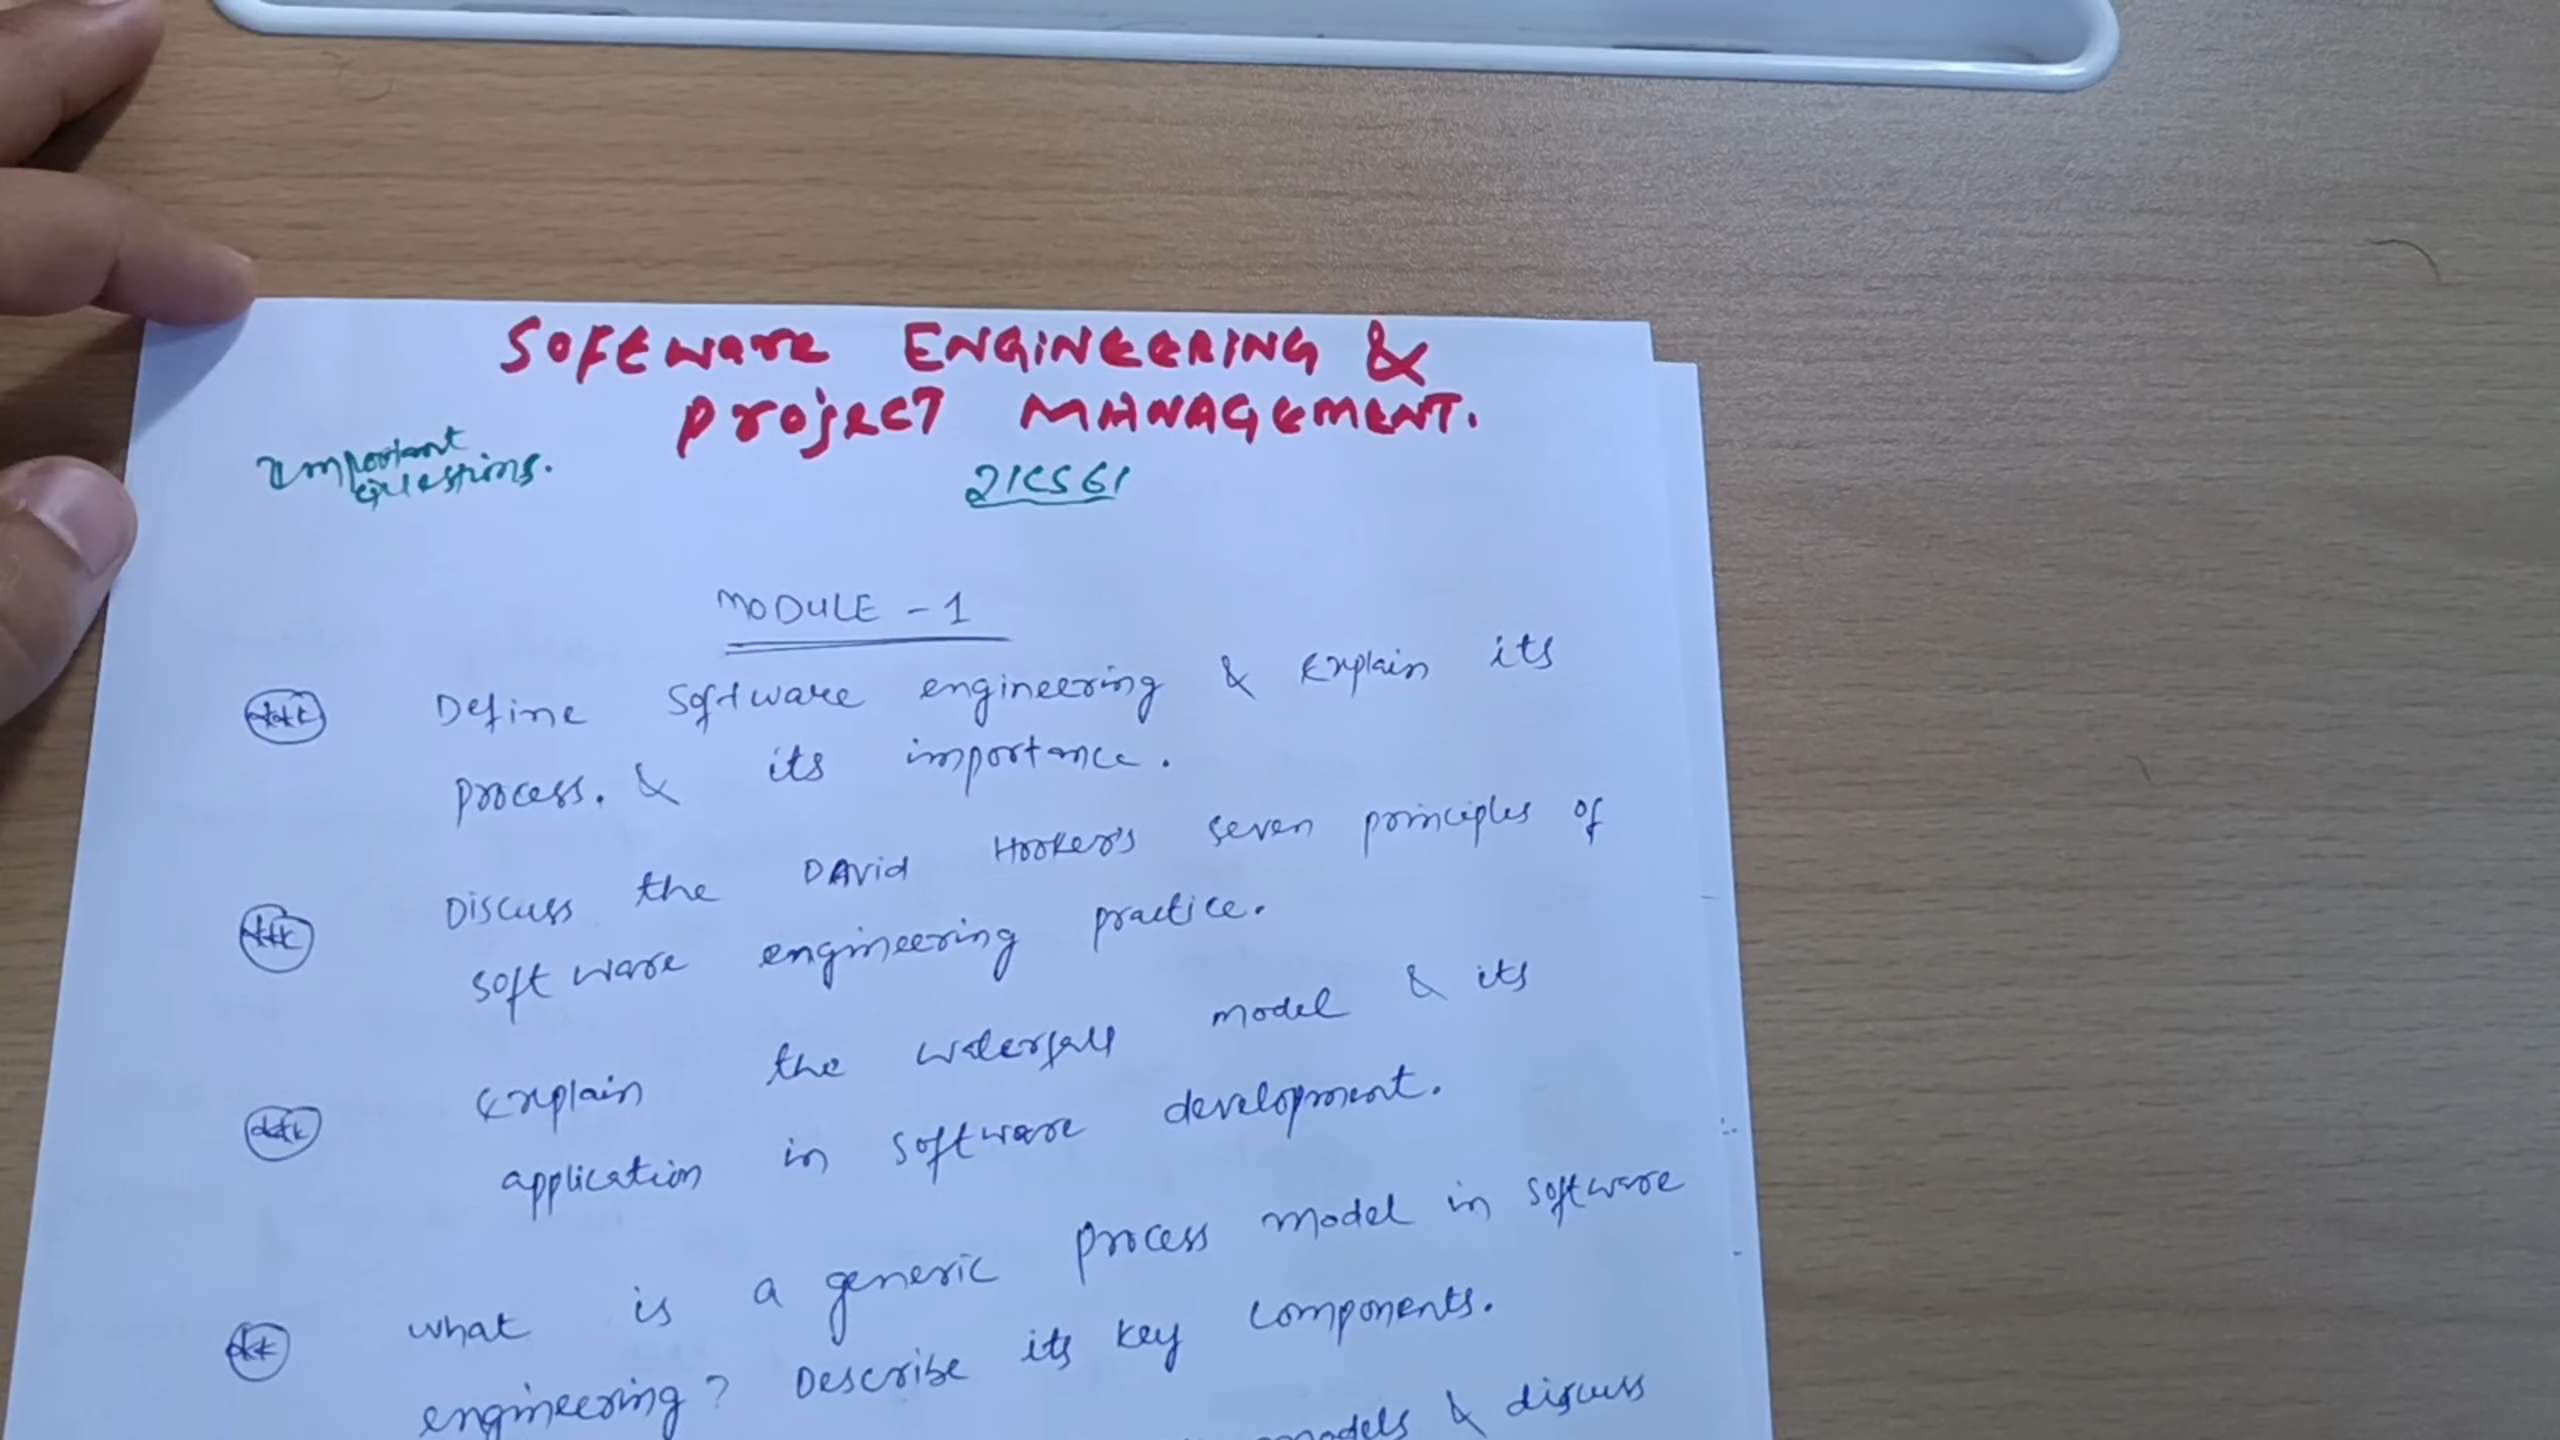 SOFtware ENGINEERING &
PROJECT MANAGEMENT.
Important
Questions.
21CS61
MODULE - 1
*** Define Software engineering & Explain its
process. & its importance.
*** Discuss the DAVid Hooker's seven principles of
software engineering practice.
*** Explain the waterfall model & its
application in software development.
** what is a generic process model in software
engineering? Describe its key components.
models & discuss